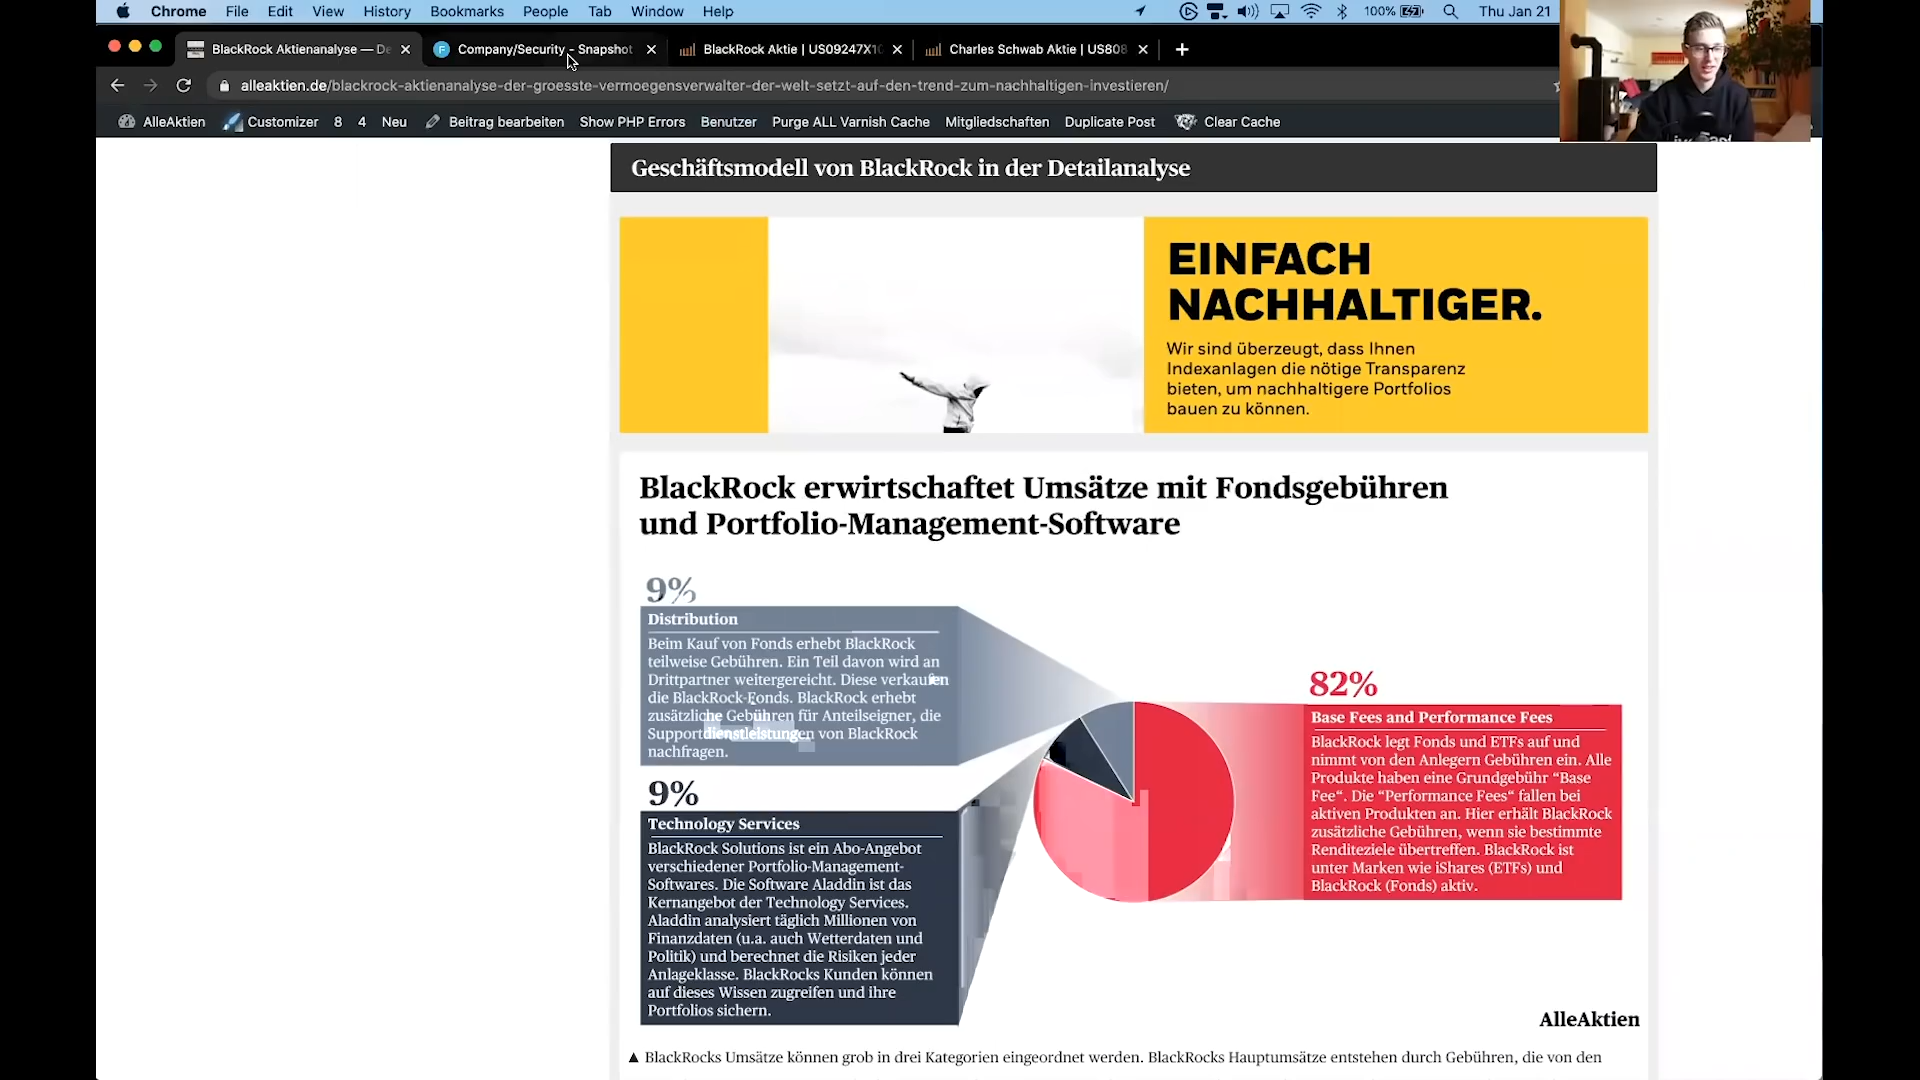 Chrome File Edit View History Bookmarks People Tab Window Help 100% Thu Jan 21
BlackRock Aktienanalyse — De
Company/Security - Snapshot
BlackRock Aktie | US09247X10
Charles Schwab Aktie | US808
alleaktien.de/blackrock-aktienanalyse-der-groesste-vermoegensverwalter-der-welt-setzt-auf-den-trend-zum-nachhaltigen-investieren/
AlleAktien Customizer 8 4 Neu Beitrag bearbeiten Show PHP Errors Benutzer Purge ALL Varnish Cache Mitgliedschaften Duplicate Post Clear Cache
Geschäftsmodell von BlackRock in der Detailanalyse
EINFACH
NACHHALTIGER.
Wir sind überzeugt, dass Ihnen
Indexanlagen die nötige Transparenz
bieten, um nachhaltigere Portfolios
bauen zu können.
BlackRock erwirtschaftet Umsätze mit Fondsgebühren
und Portfolio-Management-Software
9%
Distribution
Beim Kauf von Fonds erhebt BlackRock
teilweise Gebühren. Ein Teil davon wird an
Drittpartner weitergereicht. Diese verkaufen
die BlackRock-Fonds. BlackRock erhebt
zusätzliche Gebühren für Anteilseigner, die
Supportdienstleistungen von BlackRock
nachfragen.
9%
Technology Services
BlackRock Solutions ist ein Abo-Angebot
verschiedener Portfolio-Management-
Softwares. Die Software Aladdin ist das
Kernangebot der Technology Services.
Aladdin analysiert täglich Millionen von
Finanzdaten (u.a. auch Wetterdaten und
Politik) und berechnet die Risiken jeder
Anlageklasse. BlackRocks Kunden können
auf dieses Wissen zugreifen und ihre
Portfolios sichern.
82%
Base Fees and Performance Fees
BlackRock legt Fonds und ETFs auf und
nimmt von den Anlegern Gebühren ein. Alle
Produkte haben eine Grundgebühr “Base
Fee“. Die “Performance Fees“ fallen bei
aktiven Produkten an. Hier erhält BlackRock
zusätzliche Gebühren, wenn sie bestimmte
Renditeziele übertreffen. BlackRock ist
unter Marken wie iShares (ETFs) und
BlackRock (Fonds) aktiv.
AlleAktien
▲ BlackRocks Umsätze können grob in drei Kategorien eingeordnet werden. BlackRocks Hauptumsätze entstehen durch Gebühren, die von den